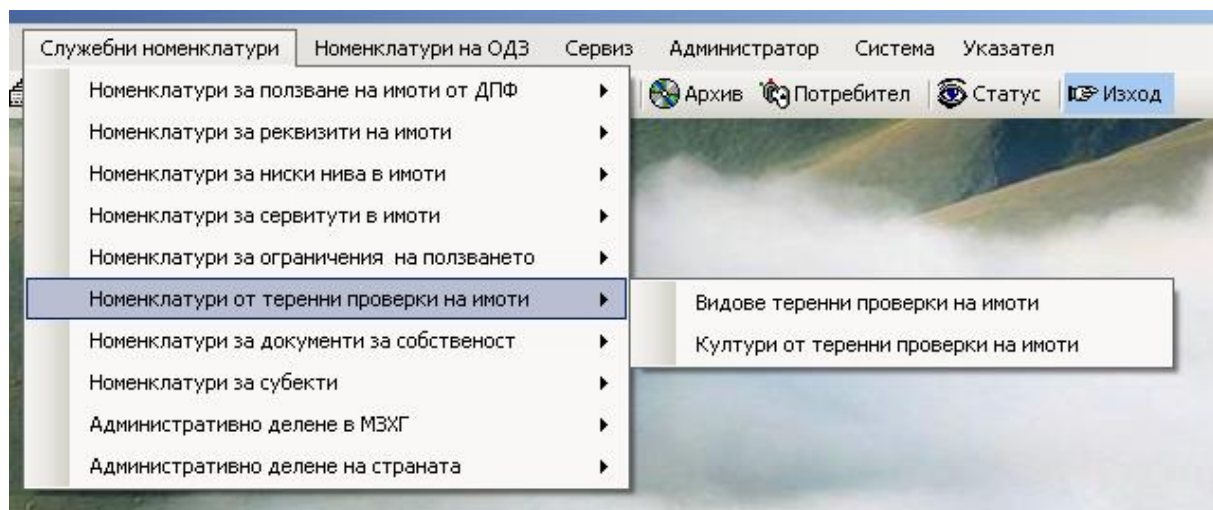 Служебни номенклатури Номенклатури на ОДЗ Сервиз Администратор Система Указател
Архив Потребител Статус Изход
Номенклатури за ползване на имоти от ДПФ
Номенклатури за реквизити на имоти
Номенклатури за ниски нива в имоти
Номенклатури за сервитути в имоти
Номенклатури за ограничения на ползването
Номенклатури от теренни проверки на имоти
Видове теренни проверки на имоти
Култури от теренни проверки на имоти
Номенклатури за документи за собственост
Номенклатури за субекти
Административно делене в МЗХГ
Административно делене на страната